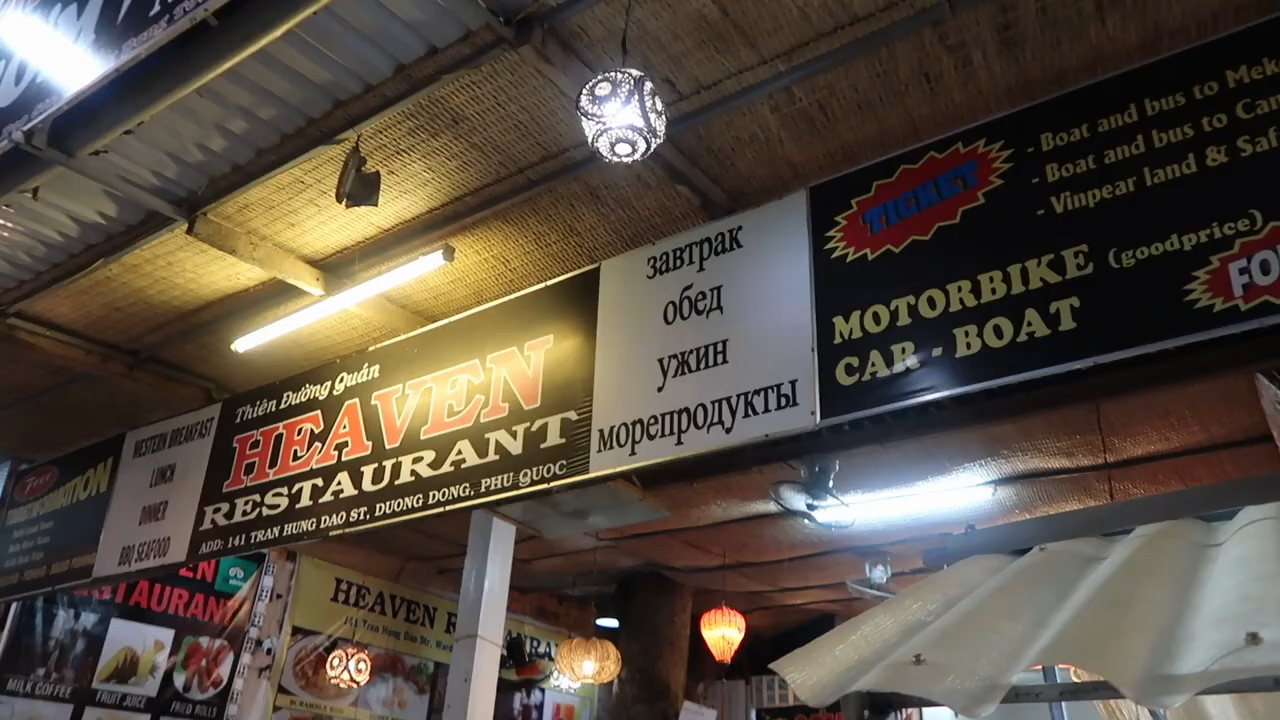 INFORMATION
WESTERN BREAKFAST
LUNCH
DINNER
BBQ SEAFOOD
Thiên Đường Quán
HEAVEN
RESTAURANT
ADD: 141 TRAN HUNG DAO ST, DUONG DONG, PHU QUOC
завтрак
обед
ужин
морепродукты
TICKET
- Boat and bus to Mek
- Boat and bus to Ca
- Vinpear land & Saf
MOTORBIKE (goodprice)
CAR - BOAT
FO
EN
STAURANT
MILK COFFEE
FRUIT JUICE
FRIED ROLLS
HEAVEN R
141 Tran Hung Dao Str, Ward